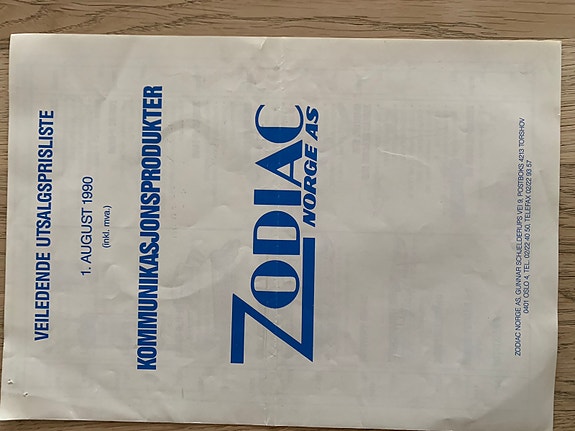 VEILEDENDE UTSALGSPRISLISTE
1. AUGUST 1990
(inkl. mva.)
KOMMUNIKASJONSPRODUKTER
ZODIAC
NORGE AS
ZODIAC NORGE AS, GUNNAR SCHJELDERUPS VEI 9, POSTBOKS 4213 TORSHOV
0401 OSLO 4, TEL. 02/22 40 50, TELEFAX 02/22 93 57